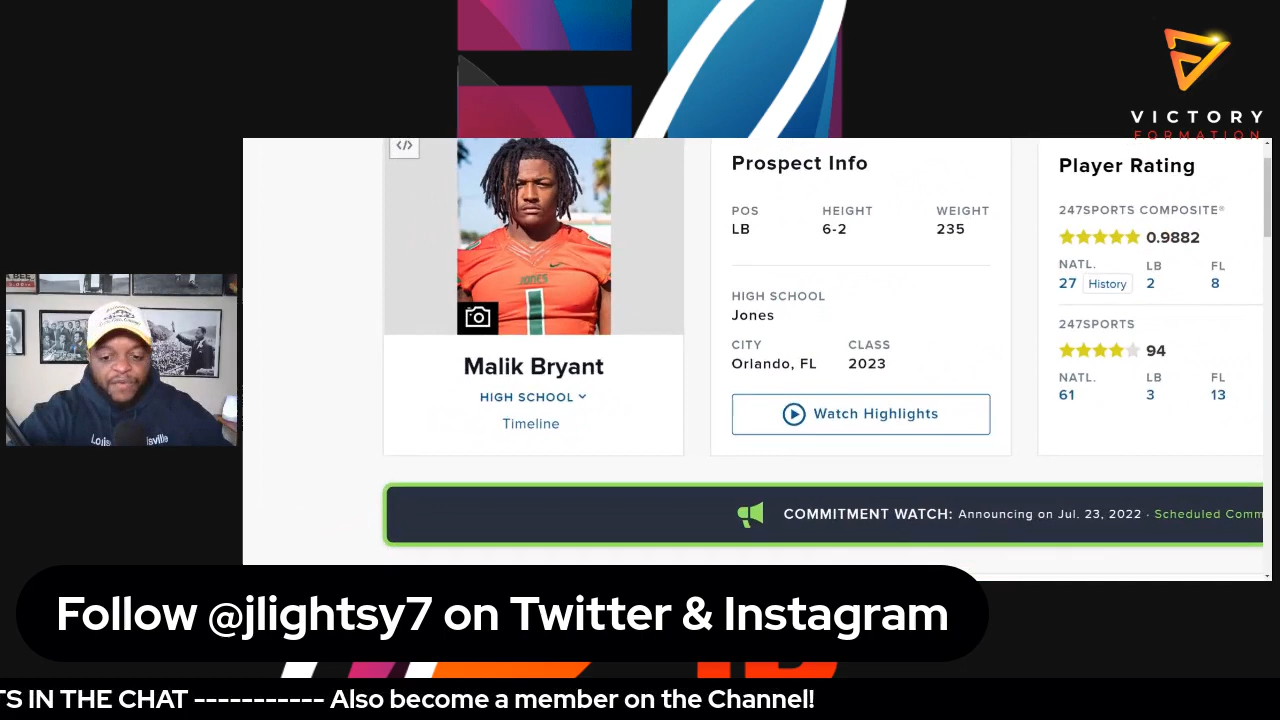 VICTORY
FORMATION
</>
Prospect Info
POS HEIGHT WEIGHT
LB 6-2 235
HIGH SCHOOL
Jones
CITY CLASS
Orlando, FL 2023
Watch Highlights
JONES
1
Malik Bryant
HIGH SCHOOL
Timeline
Player Rating
247SPORTS COMPOSITE®
0.9882
NATL. LB FL
27 History 2 8
247SPORTS
94
NATL. LB FL
61 3 13
COMMITMENT WATCH: Announcing on Jul. 23, 2022 · Scheduled Comm
Follow @jlightsy7 on Twitter & Instagram
TS IN THE CHAT ----------- Also become a member on the Channel!